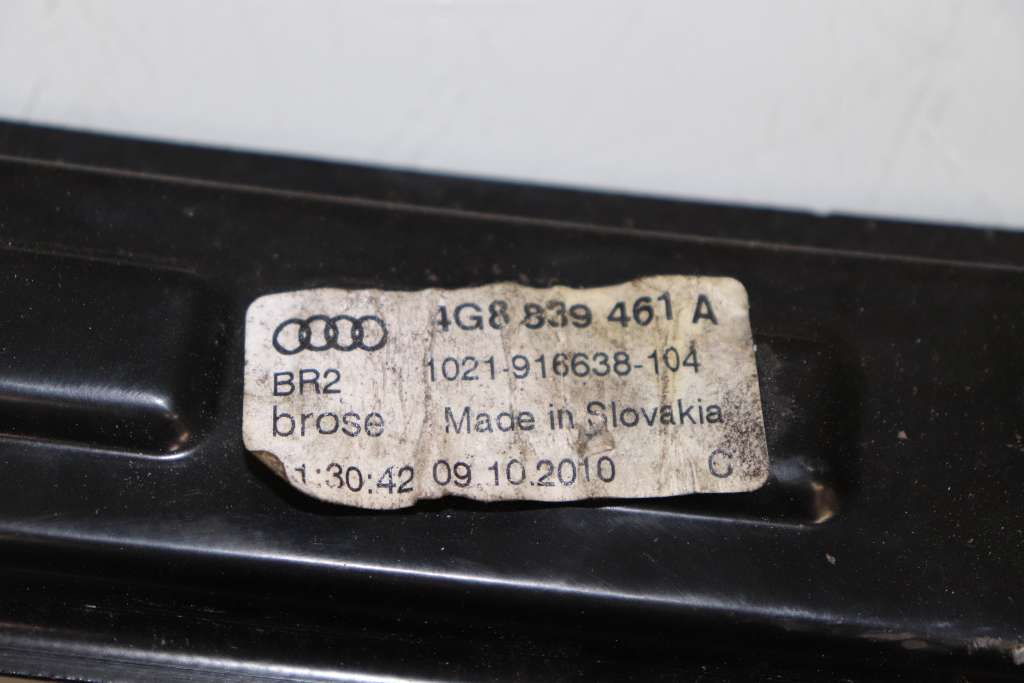 4G8 839 461 A
BR2 1021-916638-104
brose Made in Slovakia
1:30:42 09.10.2010 C